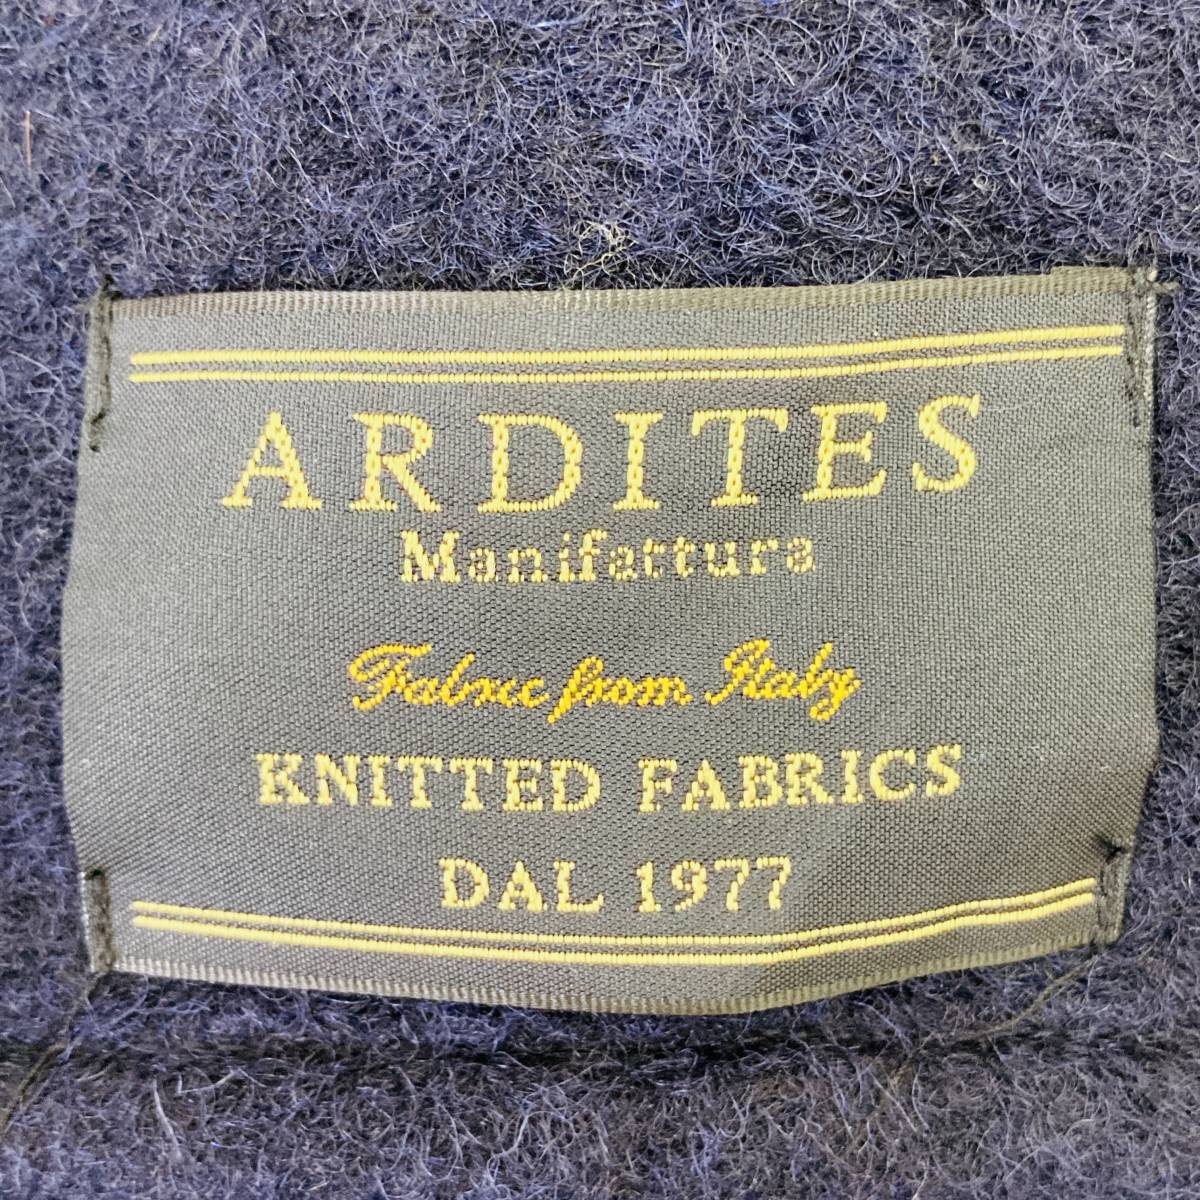 ARDITES
Manifattura
Fabric from Italy
KNITTED FABRICS
DAL 1977